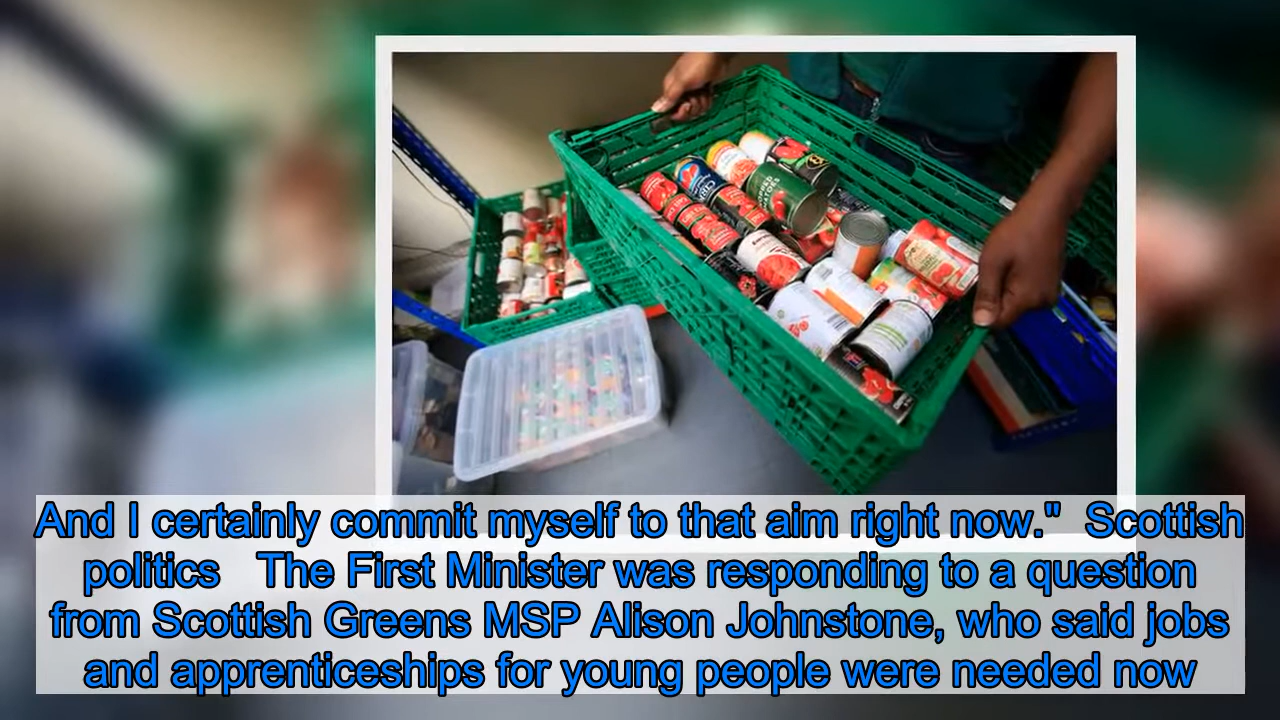 And I certainly commit myself to that aim right now." Scottish
politics The First Minister was responding to a question
from Scottish Greens MSP Alison Johnstone, who said jobs
and apprenticeships for young people were needed now